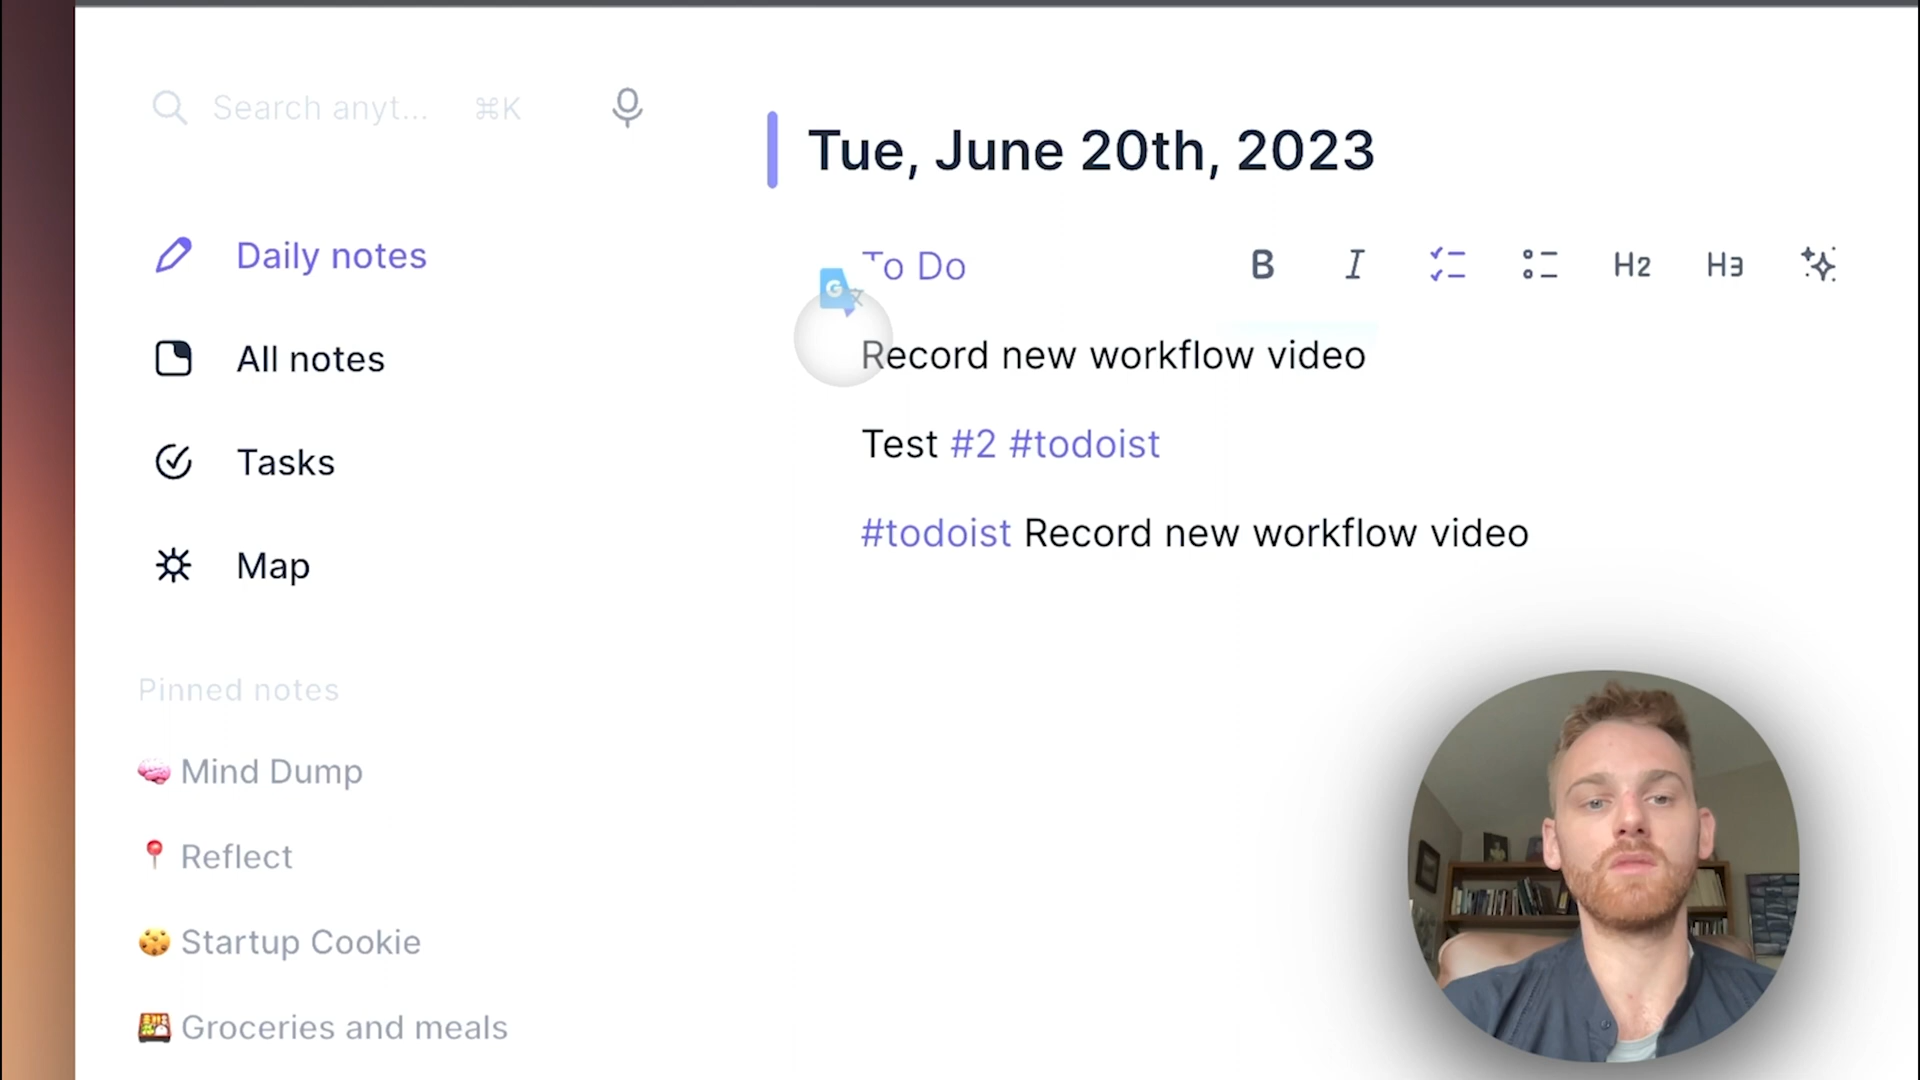 Search anyt... ⌘K
Daily notes
All notes
Tasks
Map
Pinned notes
🧠 Mind Dump
📍 Reflect
🍪 Startup Cookie
🍱 Groceries and meals
Tue, June 20th, 2023
To Do
B I H2 H3
Record new workflow video
Test #2 #todoist
#todoist Record new workflow video